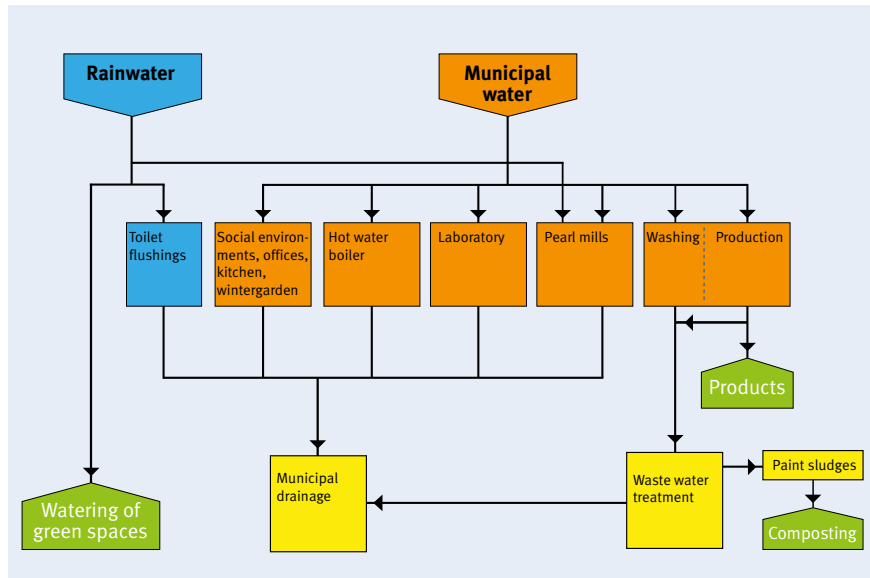 Rainwater
Municipal
water
Toilet
flushings
Social environ-
ments, offices,
kitchen,
wintergarden
Hot water
boiler
Laboratory
Pearl mills
Washing
Production
Products
Municipal
drainage
Waste water
treatment
Paint sludges
Watering of
green spaces
Composting